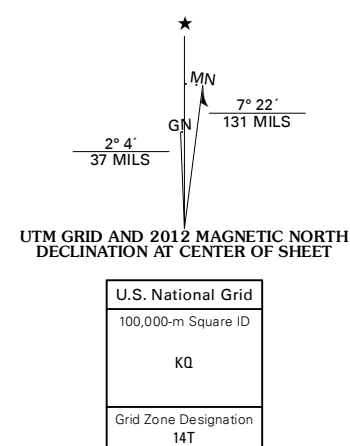 ★
MN
7° 22´
131 MILS
GN
2° 4´
37 MILS
UTM GRID AND 2012 MAGNETIC NORTH
DECLINATION AT CENTER OF SHEET
U.S. National Grid
100,000-m Square ID
KQ
Grid Zone Designation
14T